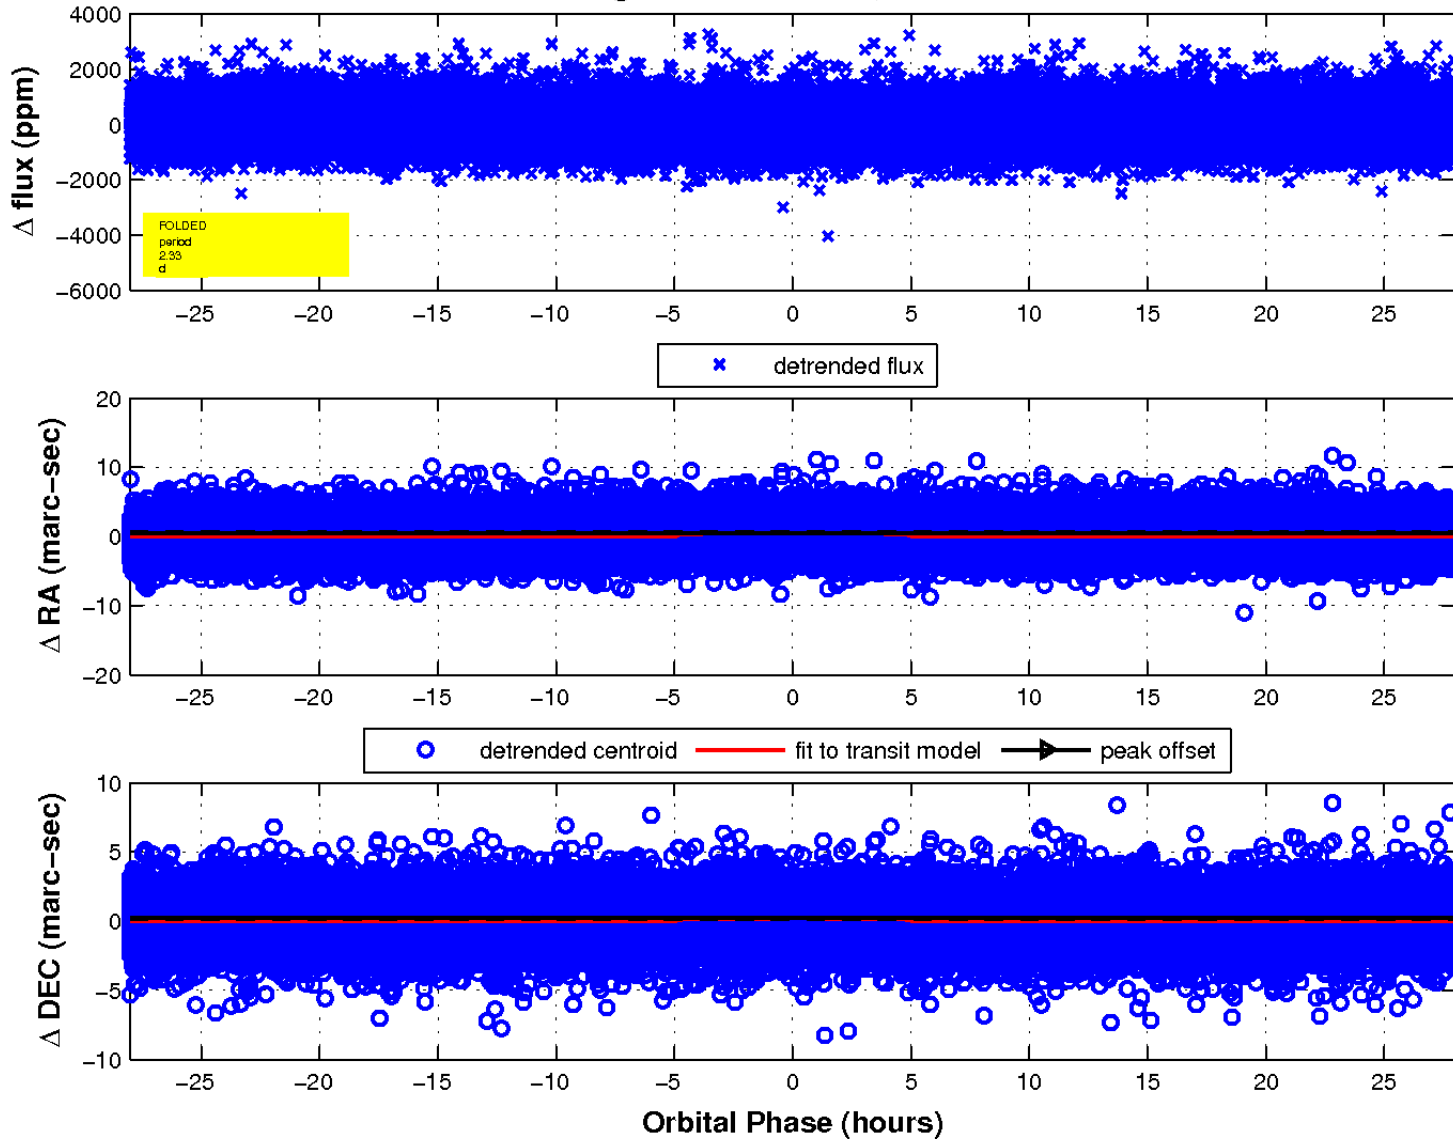 4000
2000
0
−2000
−4000
−6000
Δ flux (ppm)
FOLDED
period
2.33
d
−25 −20 −15 −10 −5 0 5 10 15 20 25
detrended flux
20
10
0
−10
−20
Δ RA (marc−sec)
−25 −20 −15 −10 −5 0 5 10 15 20 25
detrended centroid fit to transit model peak offset
10
5
0
−5
−10
Δ DEC (marc−sec)
−25 −20 −15 −10 −5 0 5 10 15 20 25
Orbital Phase (hours)